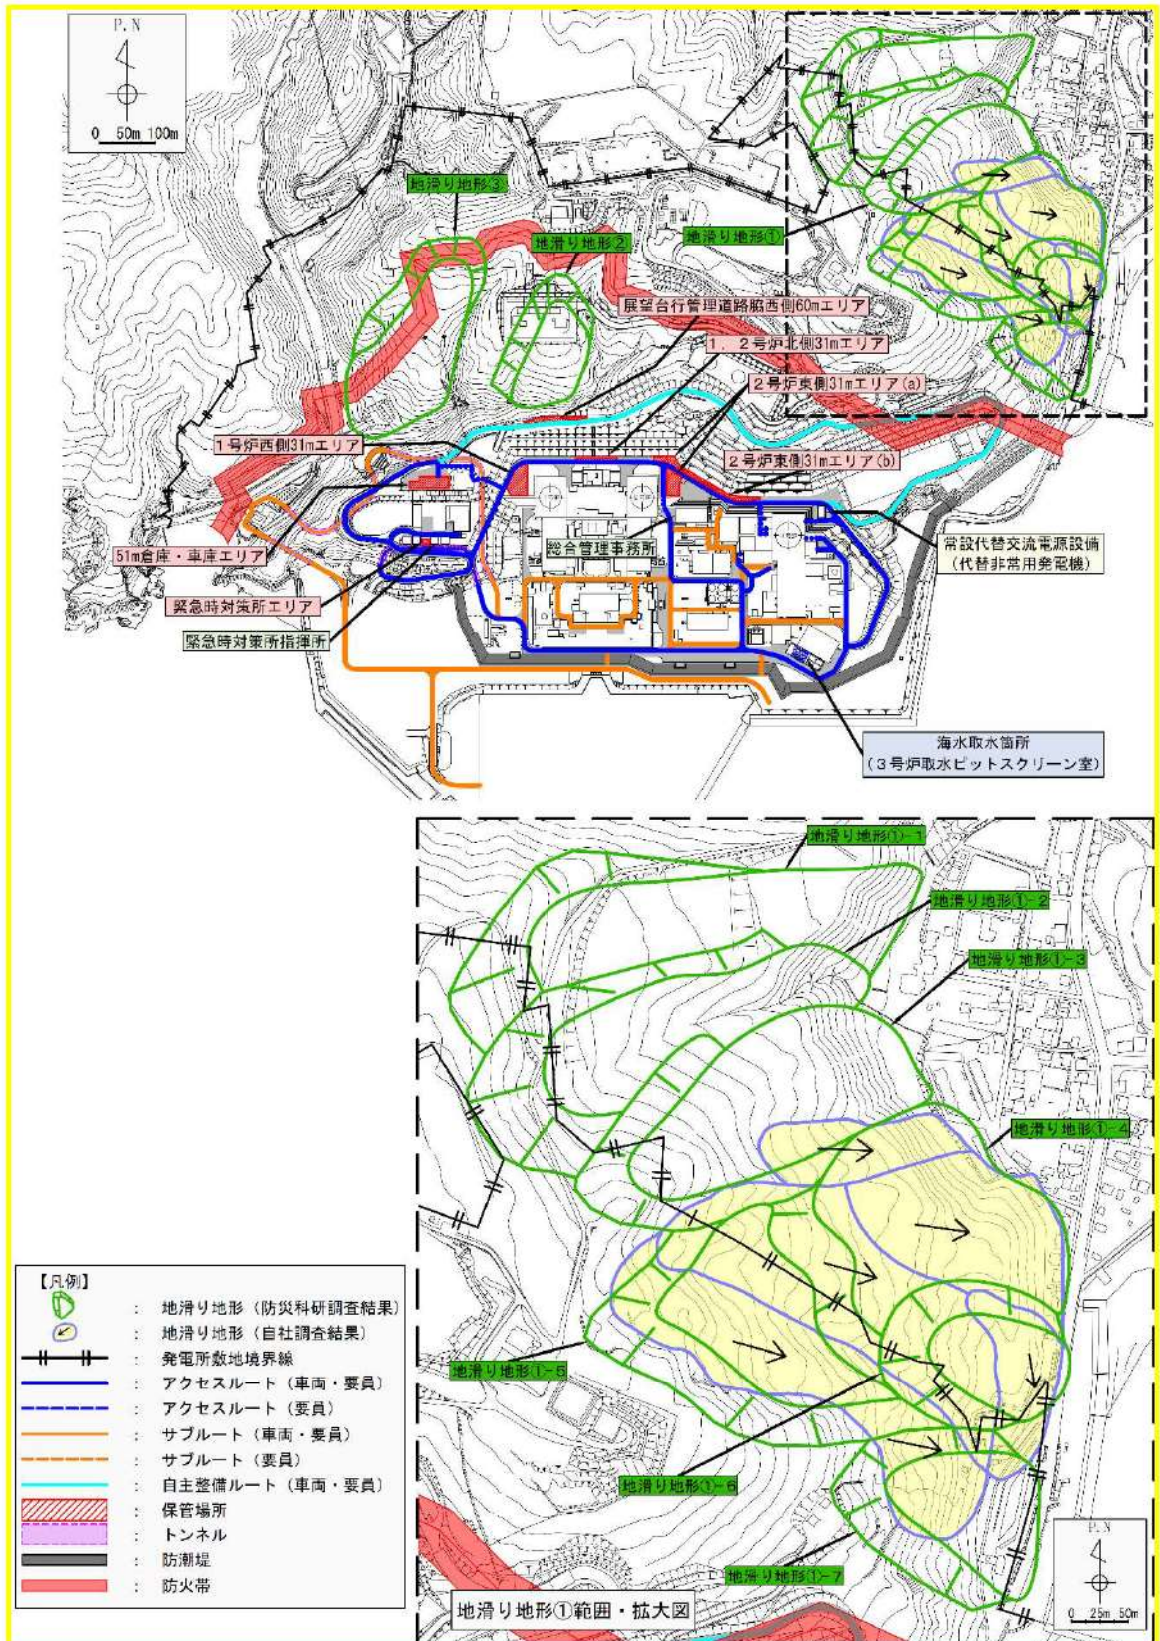 P.N
0 50m 100m
地滑り地形③
地滑り地形②
地滑り地形①
展望台行管理道路脇西側60mエリア
1,2号炉北側31mエリア
2号炉東側31mエリア(a)
1号炉西側31mエリア
2号炉東側31mエリア(b)
51m倉庫・車庫エリア
総合管理事務所
常設代替交流電源設備
(代替非常用発電機)
緊急時対策所エリア
緊急時対策所指揮所
海水取水箇所
(3号炉取水ピットスクリーン室)
地滑り地形①-1
地滑り地形①-2
地滑り地形①-3
地滑り地形①-4
地滑り地形①-5
地滑り地形①-6
地滑り地形①-7
【凡例】
: 地滑り地形(防災科研調査結果)
: 地滑り地形(自社調査結果)
: 発電所敷地境界線
: アクセスルート(車両・要員)
: アクセスルート(要員)
: サブルート(車両・要員)
: サブルート(要員)
: 自主整備ルート(車両・要員)
: 保管場所
: トンネル
: 防潮堤
: 防火帯
地滑り地形①範囲・拡大図
P.N
0 25m 50m